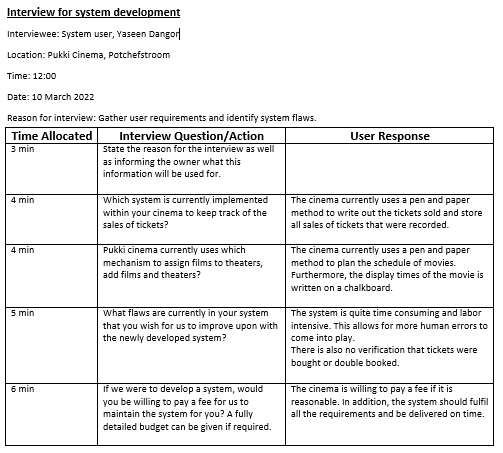 Interview for system development
Interviewee: System user, Yaseen Dangor
Location: Pukki Cinema, Potchefstroom
Time: 12:00
Date: 10 March 2022
Reason for interview: Gather user requirements and identify system flaws.
Time Allocated Interview Question/Action User Response
3 min
State the reason for the interview as well
as informing the owner what this
information will be used for.
4 min
Which system is currently implemented
within your cinema to keep track of the
sales of tickets?
The cinema currently uses a pen and paper
method to write out the tickets sold and store
all sales of tickets that were recorded.
4 min
Pukki cinema currently uses which
mechanism to assign films to theaters,
add films and theaters?
The cinema currently uses a pen and paper
method to plan the schedule of movies.
Furthermore, the display times of the movie is
written on a chalkboard.
5 min
What flaws are currently in your system
that you wish for us to improve upon with
the newly developed system?
The system is quite time consuming and labor
intensive. This allows for more human errors to
come into play.
There is also no verification that tickets were
bought or double booked.
6 min
If we were to develop a system, would
you be willing to pay a fee for us to
maintain the system for you? A fully
detailed budget can be given if required.
The cinema is willing to pay a fee if it is
reasonable. In addition, the system should fulfil
all the requirements and be delivered on time.